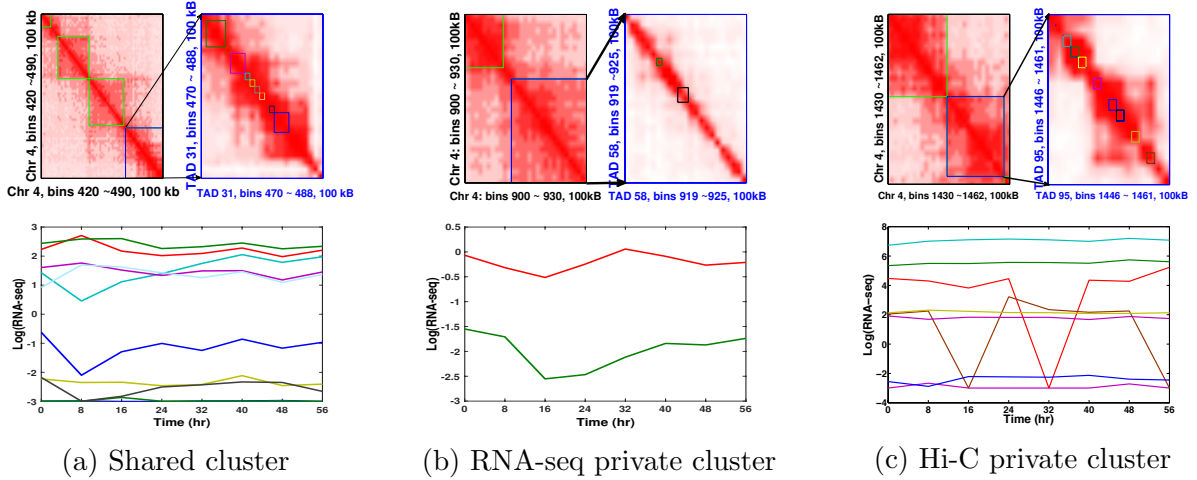 Chr 4, bins 420 ~490, 100 kb
Chr 4, bins 420 ~490, 100 kb
TAD 31, bins 470 ~ 488, 100 kB
TAD 31, bins 470 ~ 488, 100 kB
Chr 4: bins 900 ~ 930, 100kB
Chr 4: bins 900 ~ 930, 100kB
TAD 58, bins 919 ~925, 100kB
TAD 58, bins 919 ~925, 100kB
Chr 4, bins 1430 ~1462, 100kB
Chr 4, bins 1430 ~1462, 100kB
TAD 95, bins 1446 ~ 1461, 100kB
TAD 95, bins 1446 ~1461, 100kB
Log(RNA-seq)
3
2
1
0
-1
-2
-3
0 8 16 24 32 40 48 56
Time (hr)
Log(RNA-seq)
0.5
0
-0.5
-1
-1.5
-2
-2.5
-3
0 8 16 24 32 40 48 56
Time (hr)
Log(RNA-seq)
8
6
4
2
0
-2
-4
0 8 16 24 32 40 48 56
Time (hr)
(a) Shared cluster
(b) RNA-seq private cluster
(c) Hi-C private cluster